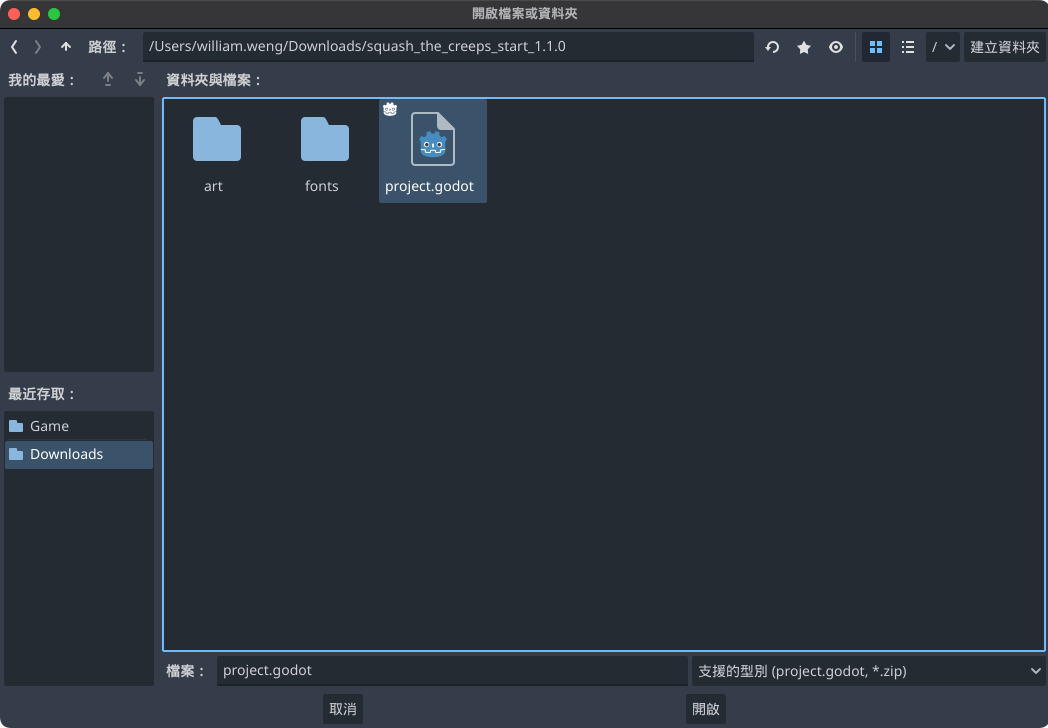 開啟檔案或資料夾
路徑： /Users/william.weng/Downloads/squash_the_creeps_start_1.1.0 / 建立資料夾
我的最愛： 資料夾與檔案：
art fonts project.godot
最近存取：
Game
Downloads
檔案： project.godot 支援的型別 (project.godot, *.zip)
取消 開啟